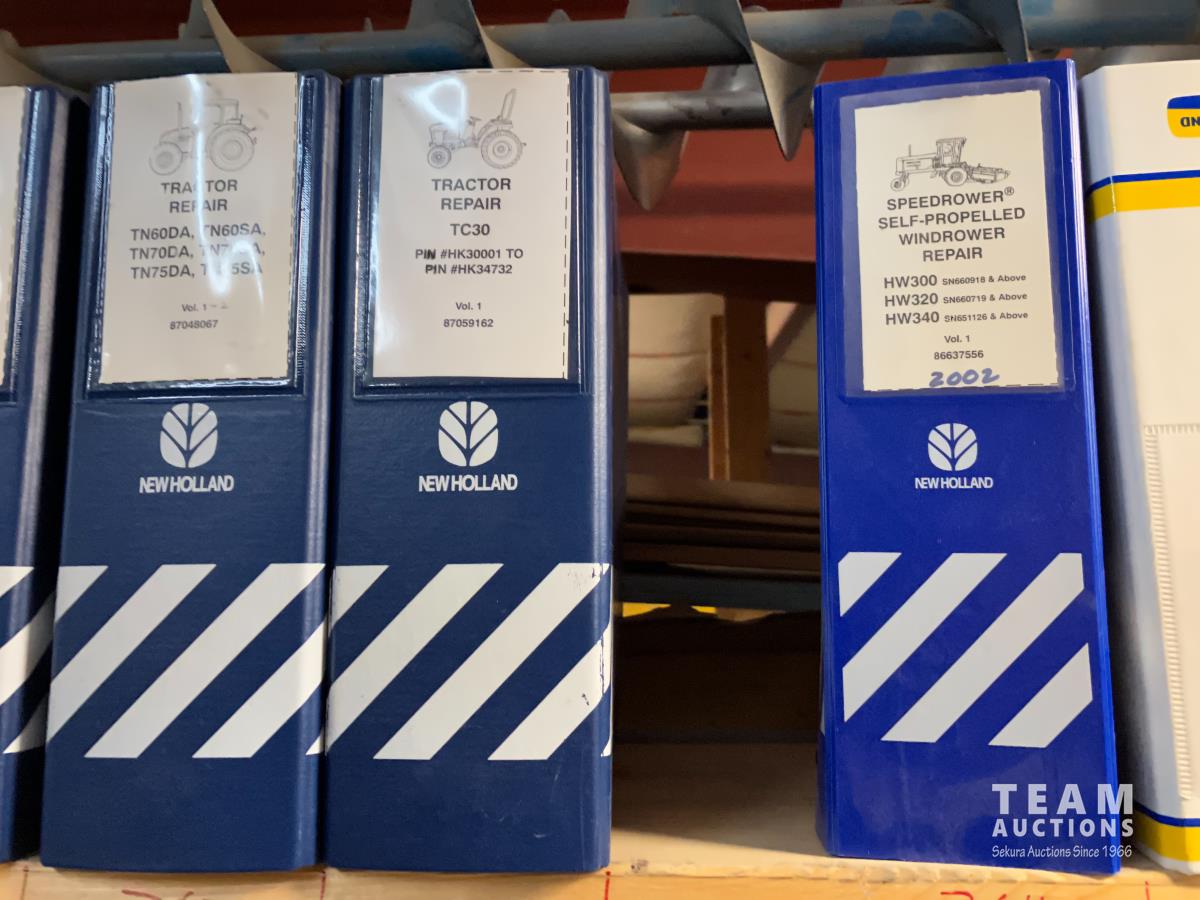 TRACTOR
REPAIR
TN60DA, TN60SA,
TN70DA,
TN75DA,
Vol. 1
87048067
NEW HOLLAND
TRACTOR
REPAIR
TC30
PIN #HK30001 TO
PIN #HK34732
Vol. 1
87059162
NEW HOLLAND
SPEEDROWER®
SELF-PROPELLED
WINDROWER
REPAIR
HW300 SN660918 & Above
HW320 SN660719 & Above
HW340 SN651126 & Above
Vol. 1
86637556
2002
NEW HOLLAND
TEAM
AUCTIONS
Sekura Auctions Since 1966